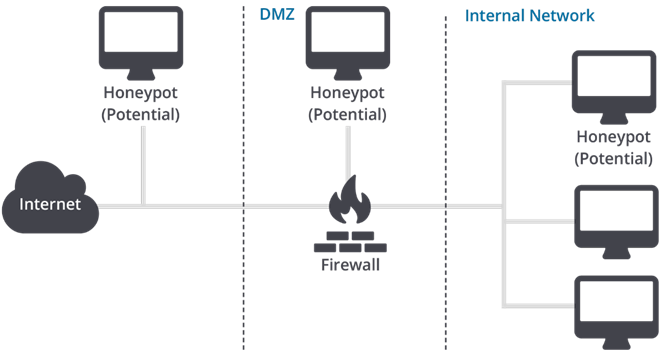 DMZ
Internal Network
Honeypot
(Potential)
Honeypot
(Potential)
Honeypot
(Potential)
Internet
Firewall